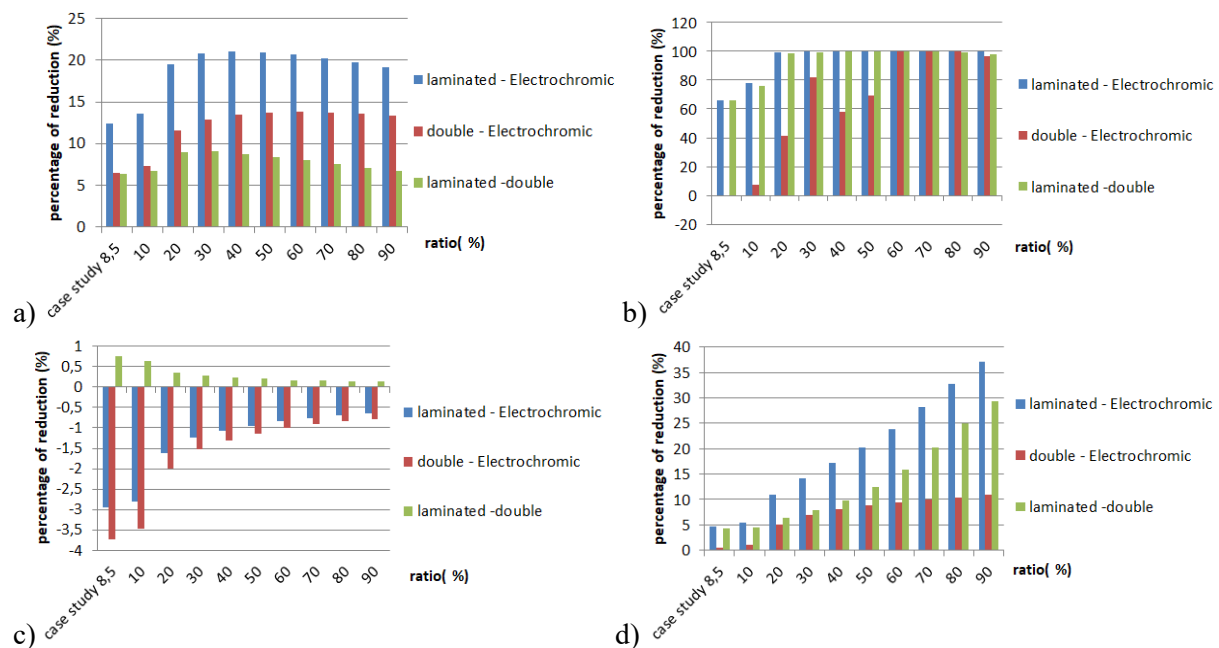 percentage of reduction (%)
25
20
15
10
5
0
case study 8,5
10
20
30
40
50
60
70
80
90
ratio( %)
laminated - Electrochromic
double - Electrochromic
laminated -double
a)
percentage of reduction (%)
120
100
80
60
40
20
0
-20
case study 8,5
10
20
30
40
50
60
70
80
90
ratio( %)
laminated - Electrochromic
double - Electrochromic
laminated -double
b)
percentage of reduction (%)
1
0,5
0
-0,5
-1
-1,5
-2
-2,5
-3
-3,5
-4
case study 8,5
10
20
30
40
50
60
70
80
90
ratio( %)
laminated - Electrochromic
double - Electrochromic
laminated -double
c)
percentage of reduction (%)
40
35
30
25
20
15
10
5
0
case study 8,5
10
20
30
40
50
60
70
80
90
ratio( %)
laminated - Electrochromic
double - Electrochromic
laminated -double
d)